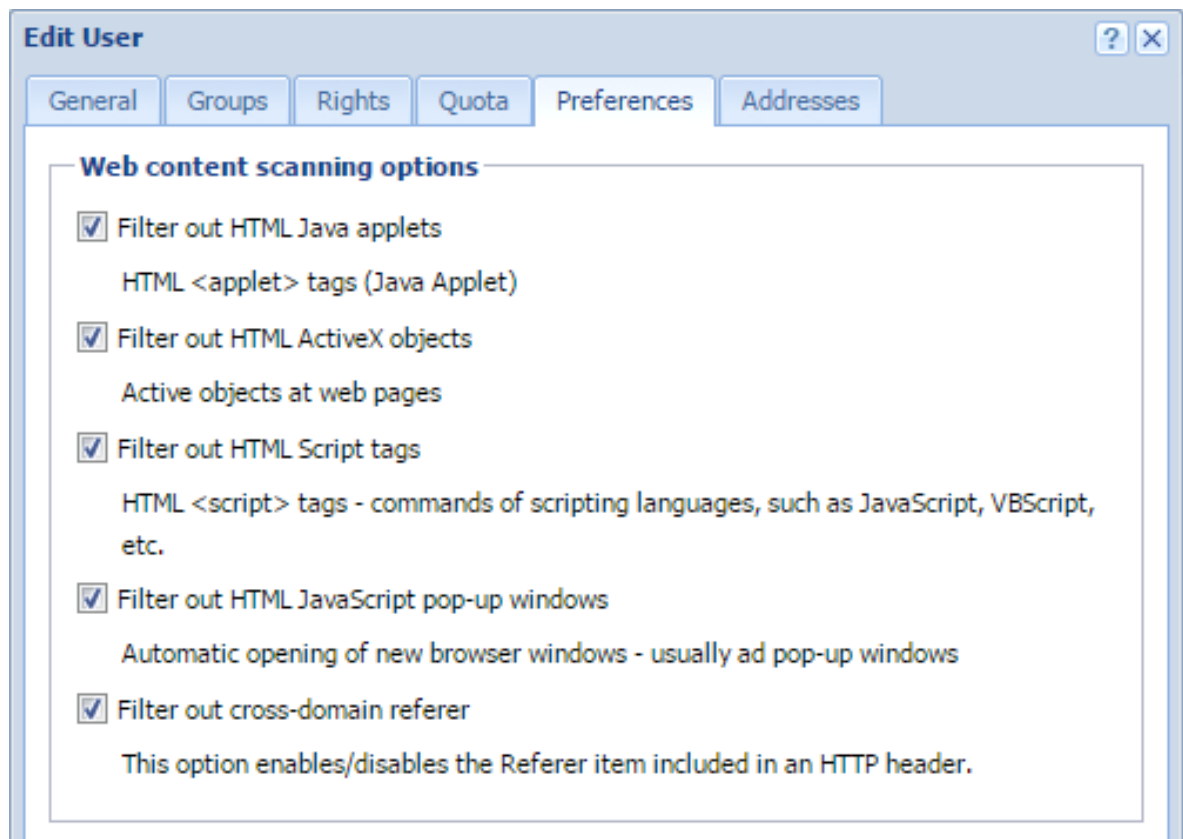 Edit User
?
General Groups Rights Quota Preferences Addresses
Web content scanning options
Filter out HTML Java applets
HTML <applet> tags (Java Applet)
Filter out HTML ActiveX objects
Active objects at web pages
Filter out HTML Script tags
HTML <script> tags - commands of scripting languages, such as JavaScript, VBScript,
etc.
Filter out HTML JavaScript pop-up windows
Automatic opening of new browser windows - usually ad pop-up windows
Filter out cross-domain referer
This option enables/disables the Referer item included in an HTTP header.